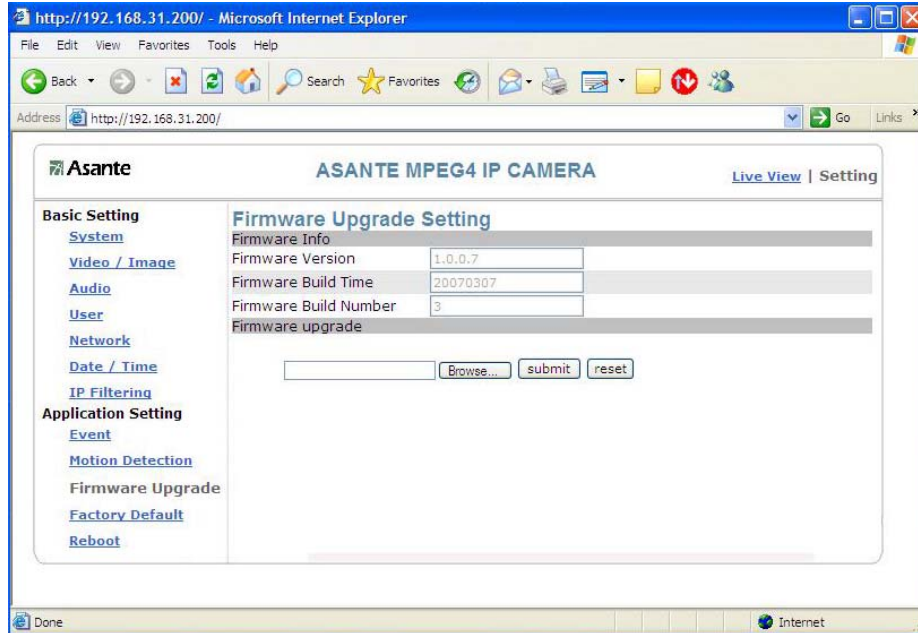 http://192.168.31.200/ - Microsoft Internet Explorer
File Edit View Favorites Tools Help
Back Search Favorites
Address http://192.168.31.200/ Go Links »
Asante
ASANTE MPEG4 IP CAMERA
Live View | Setting
Basic Setting
System
Video / Image
Audio
User
Network
Date / Time
IP Filtering
Application Setting
Event
Motion Detection
Firmware Upgrade
Factory Default
Reboot
Firmware Upgrade Setting
Firmware Info
Firmware Version 1.0.0.7
Firmware Build Time 20070307
Firmware Build Number 3
Firmware upgrade
Browse... submit reset
Done Internet